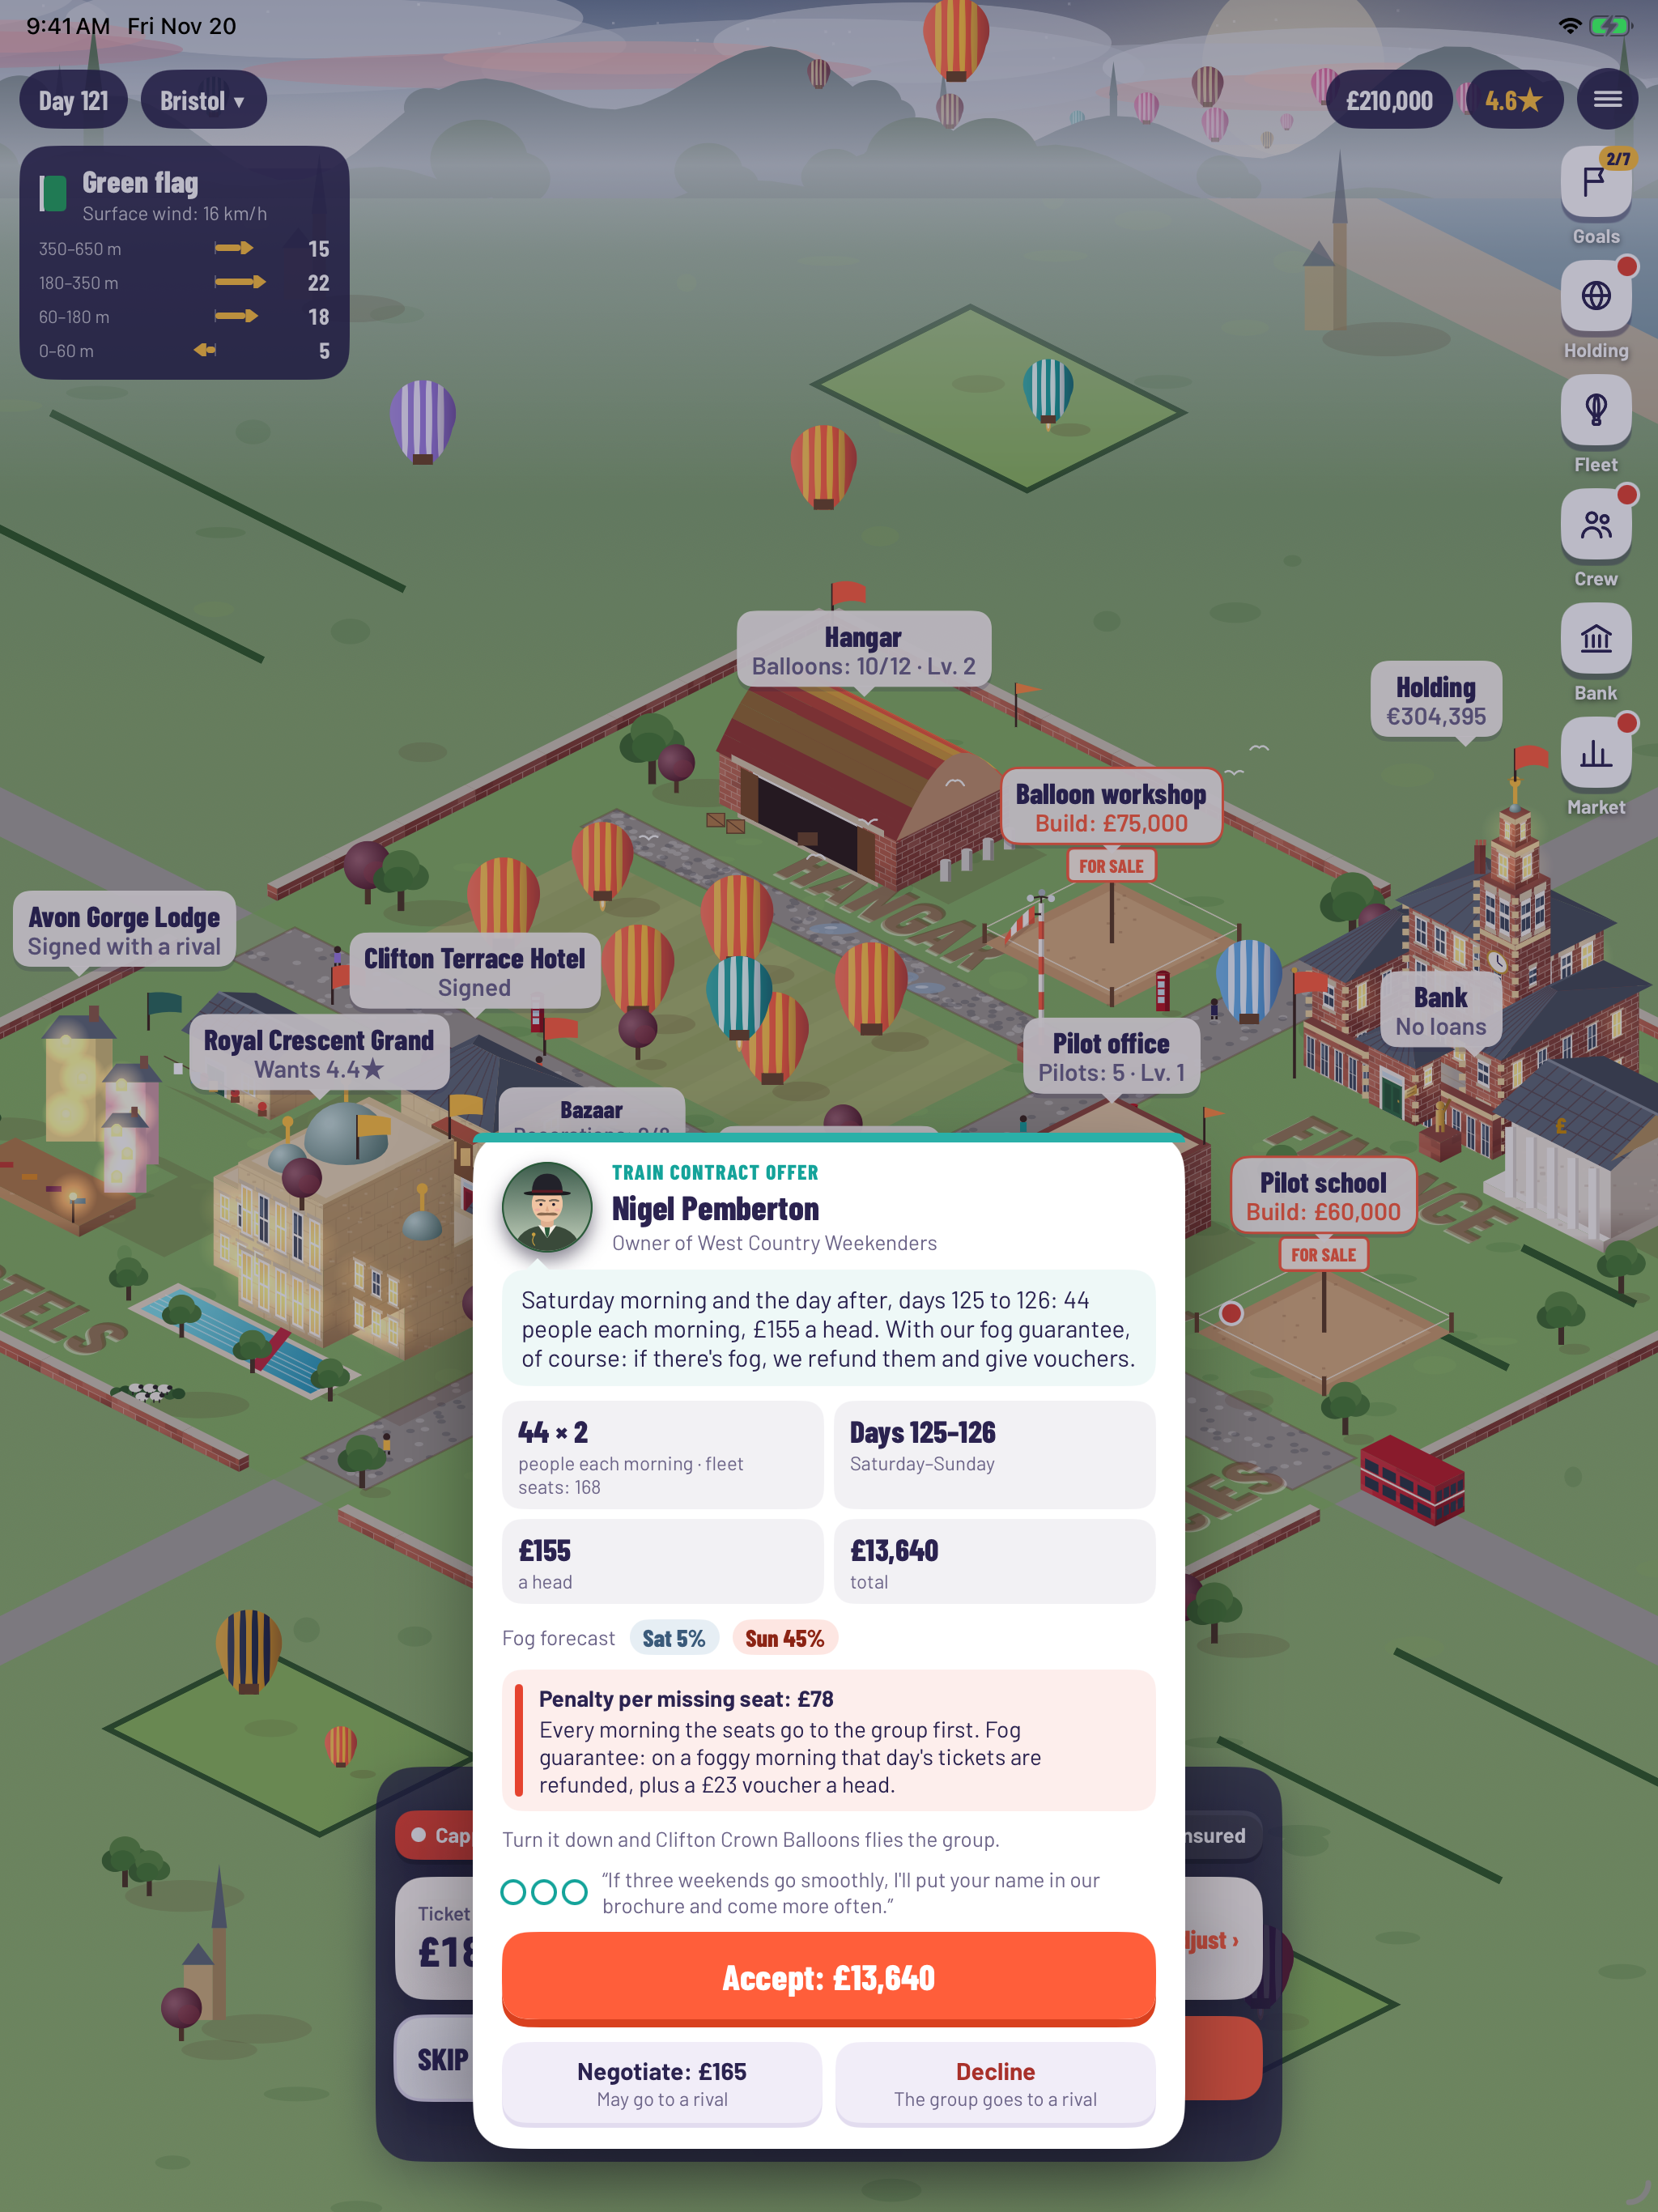 9:41 AM Fri Nov 20
Day 121
Bristol ▾
£210,000
4.6★
Green flag
Surface wind: 16 km/h
350–650 m 15
180–350 m 22
60–180 m 18
0–60 m 5
2/7
Goals
Holding
Fleet
Crew
Bank
Market
Hangar
Balloons: 10/12 · Lv. 2
Holding
€304,395
Balloon workshop
Build: £75,000
FOR SALE
HANGAR
Avon Gorge Lodge
Signed with a rival
Clifton Terrace Hotel
Signed
Royal Crescent Grand
Wants 4.4★
Bank
No loans
Pilot office
Pilots: 5 · Lv. 1
Bazaar
£
Pilot school
Build: £60,000
FOR SALE
TRAIN CONTRACT OFFER
Nigel Pemberton
Owner of West Country Weekenders
Saturday morning and the day after, days 125 to 126: 44
people each morning, £155 a head. With our fog guarantee,
of course: if there's fog, we refund them and give vouchers.
44 × 2
people each morning · fleet
seats: 168
Days 125–126
Saturday–Sunday
£155
a head
£13,640
total
Fog forecast Sat 5% Sun 45%
Penalty per missing seat: £78
Every morning the seats go to the group first. Fog
guarantee: on a foggy morning that day's tickets are
refunded, plus a £23 voucher a head.
Turn it down and Clifton Crown Balloons flies the group.
“If three weekends go smoothly, I'll put your name in our
brochure and come more often.”
Accept: £13,640
Negotiate: £165
May go to a rival
Decline
The group goes to a rival
Ticket
SKIP